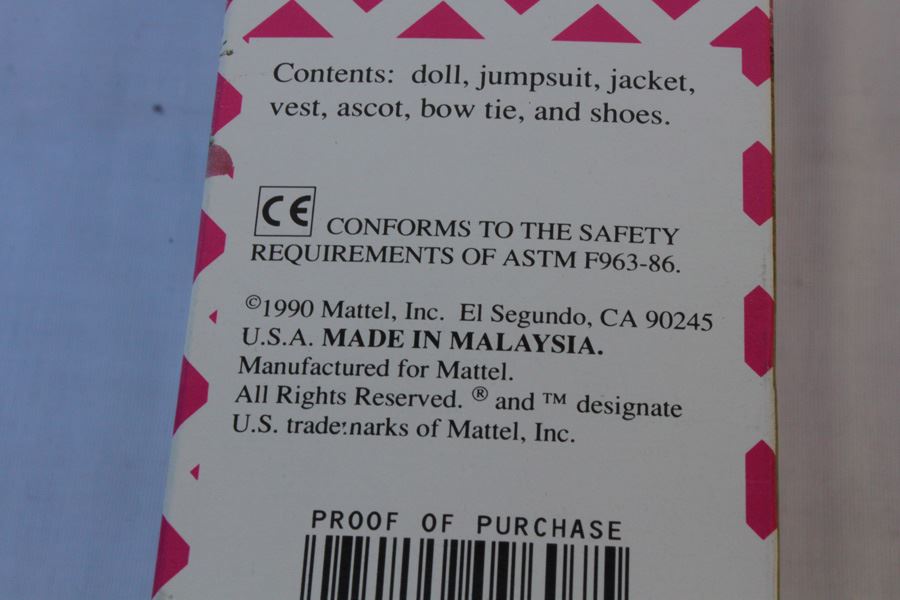 Contents: doll, jumpsuit, jacket,
vest, ascot, bow tie, and shoes.
CE CONFORMS TO THE SAFETY
REQUIREMENTS OF ASTM F963-86.
©1990 Mattel, Inc. El Segundo, CA 90245
U.S.A. MADE IN MALAYSIA.
Manufactured for Mattel.
All Rights Reserved. ® and ™ designate
U.S. trademarks of Mattel, Inc.
PROOF OF PURCHASE